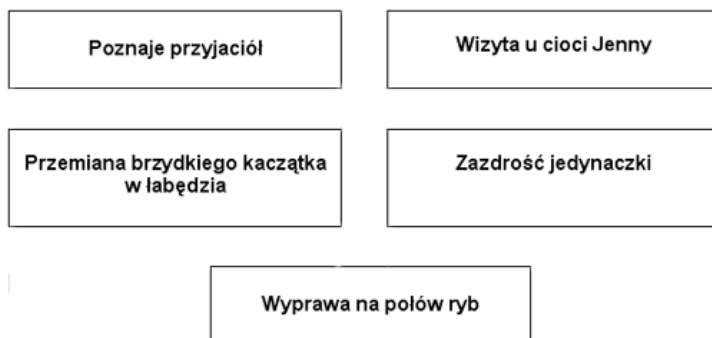 Poznaje przyjaciół
Wizyta u cioci Jenny
Przemiana brzydkiego kaczątka
w łabędzia
Zazdrość jedynaczki
Wyprawa na połów ryb